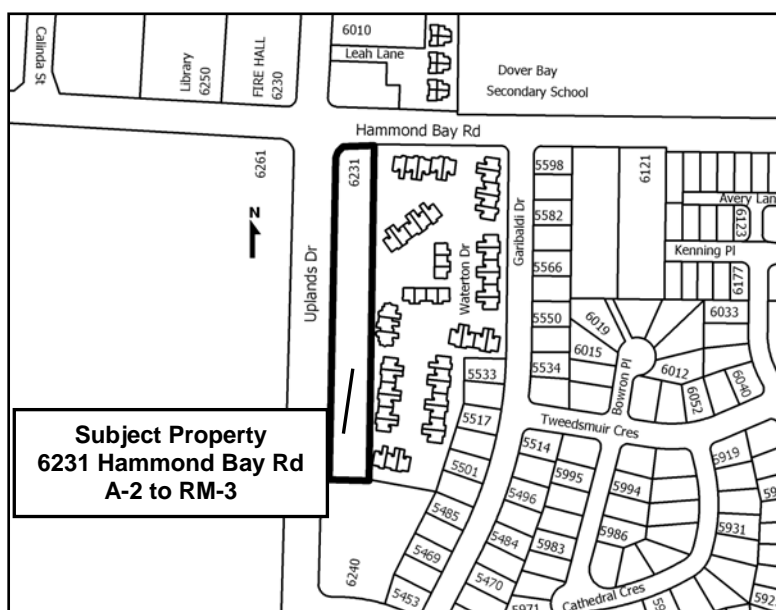 Calinda St
Library
6250
FIRE HALL
6230
6010
Leah Lane
Dover Bay
Secondary School
Hammond Bay Rd
6261
6231
N
Uplands Dr
Waterton Dr
Garibaldi Dr
5598
5582
5566
5550
5534
6121
Avery Lan
6123
Kenning Pl
6177
6033
6019
6015
Bowron Pl
6012
6052
6040
5533
5517
5501
5485
5469
5453
Tweedsmuir Cres
5514
5496
5484
5470
5995
5983
5971
5994
5986
5919
5931
Cathedral Cres
6240
Subject Property
6231 Hammond Bay Rd
A-2 to RM-3